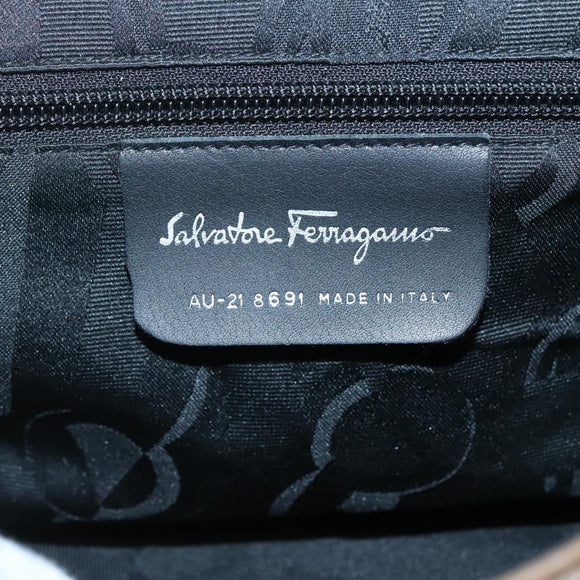 Salvatore Ferragamo
AU-21 8691 MADE IN ITALY